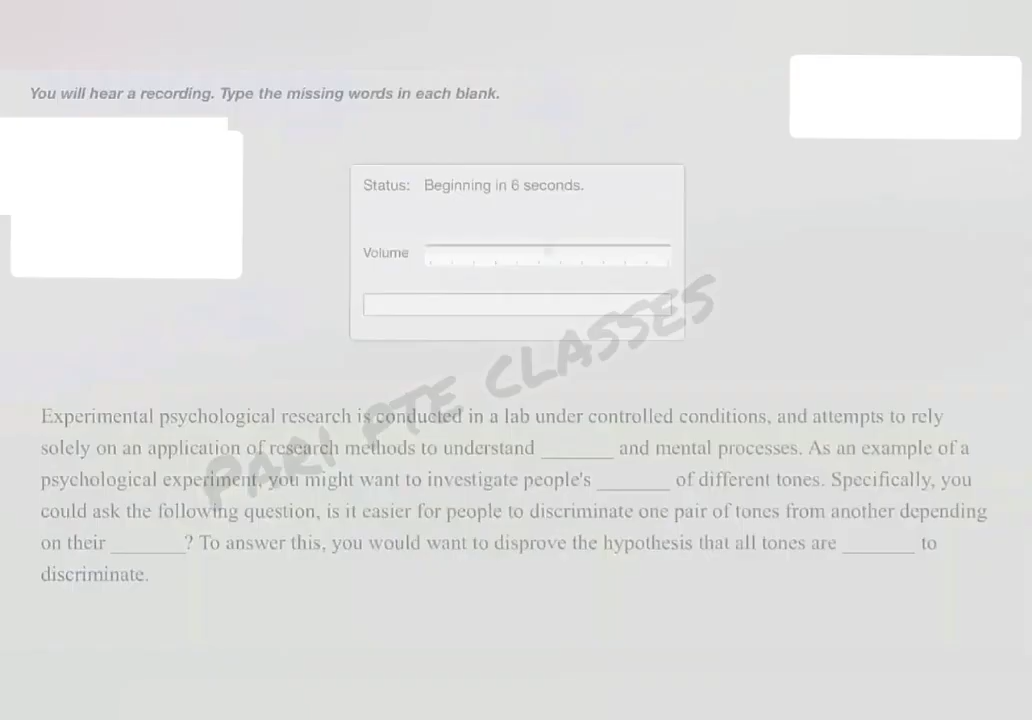 You will hear a recording. Type the missing words in each blank.
Status: Beginning in 6 seconds.
Volume
PARI PTE CLASSES
Experimental psychological research is conducted in a lab under controlled conditions, and attempts to rely
solely on an application of research methods to understand ________ and mental processes. As an example of a
psychological experiment, you might want to investigate people's ________ of different tones. Specifically, you
could ask the following question, is it easier for people to discriminate one pair of tones from another depending
on their ________? To answer this, you would want to disprove the hypothesis that all tones are ________ to
discriminate.